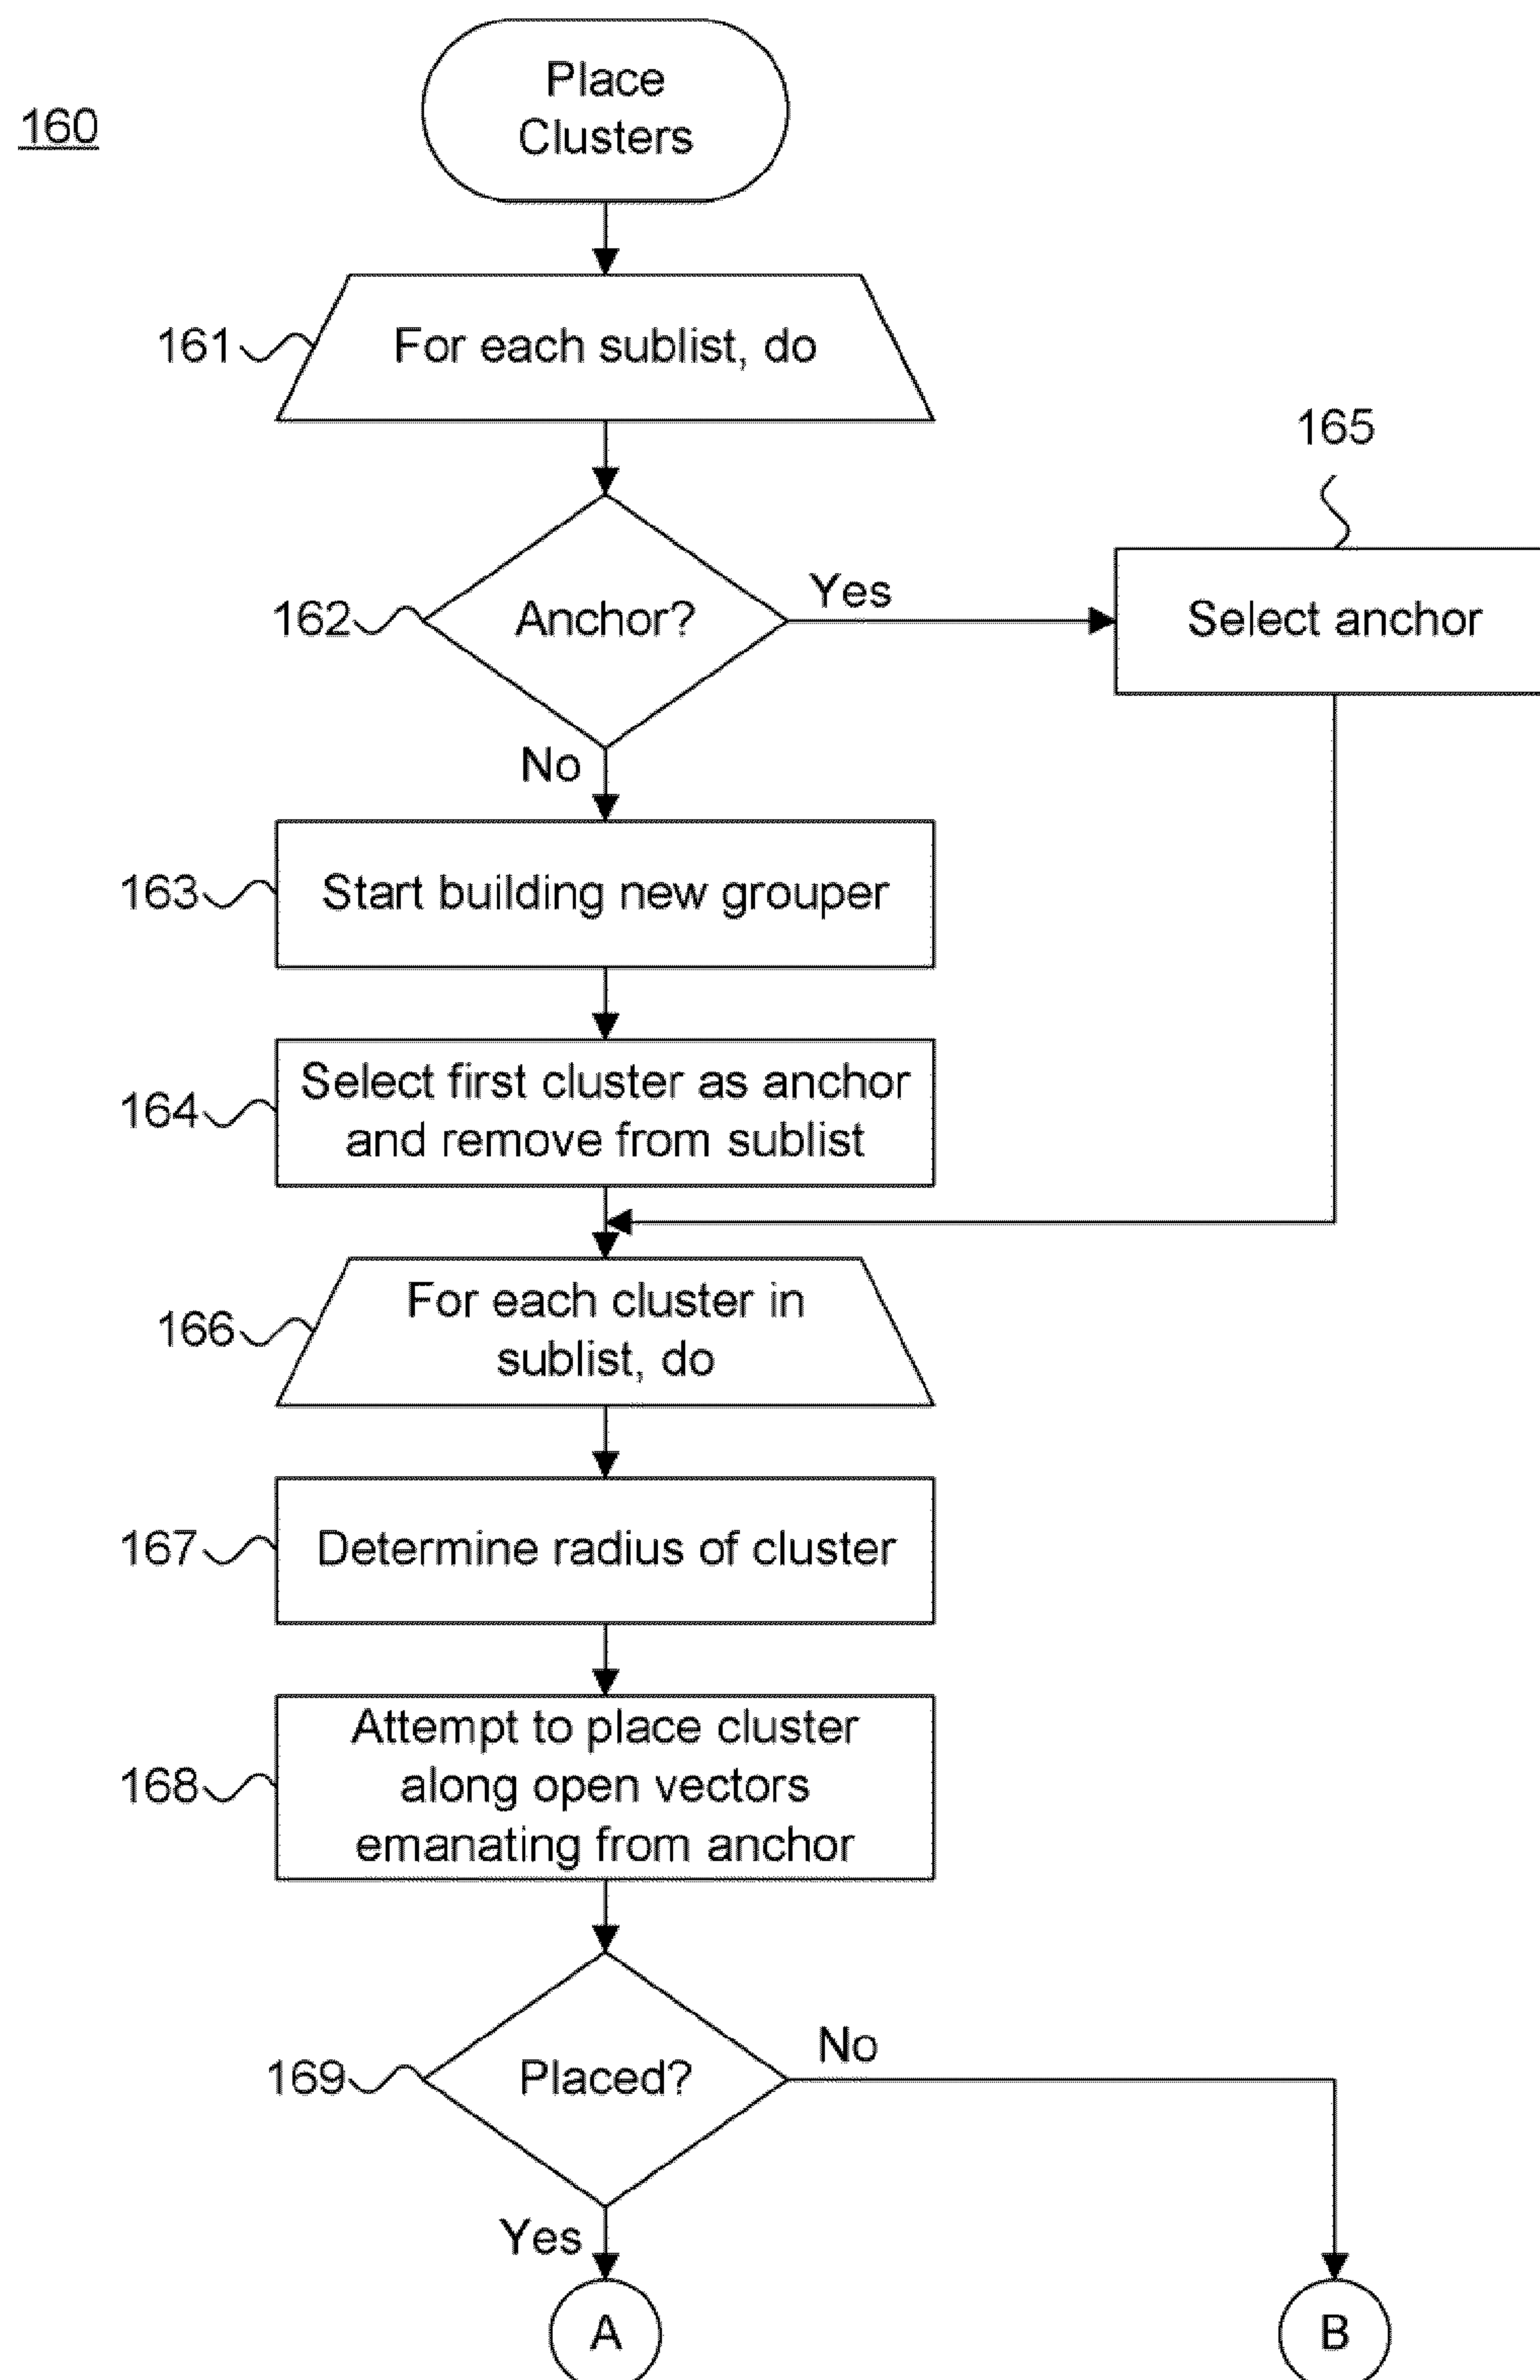 160
Place
Clusters
161
For each sublist, do
165
162
Anchor?
Yes
Select anchor
No
163
Start building new grouper
164
Select first cluster as anchor
and remove from sublist
166
For each cluster in
sublist, do
167
Determine radius of cluster
168
Attempt to place cluster
along open vectors
emanating from anchor
169
Placed?
No
Yes
A
B